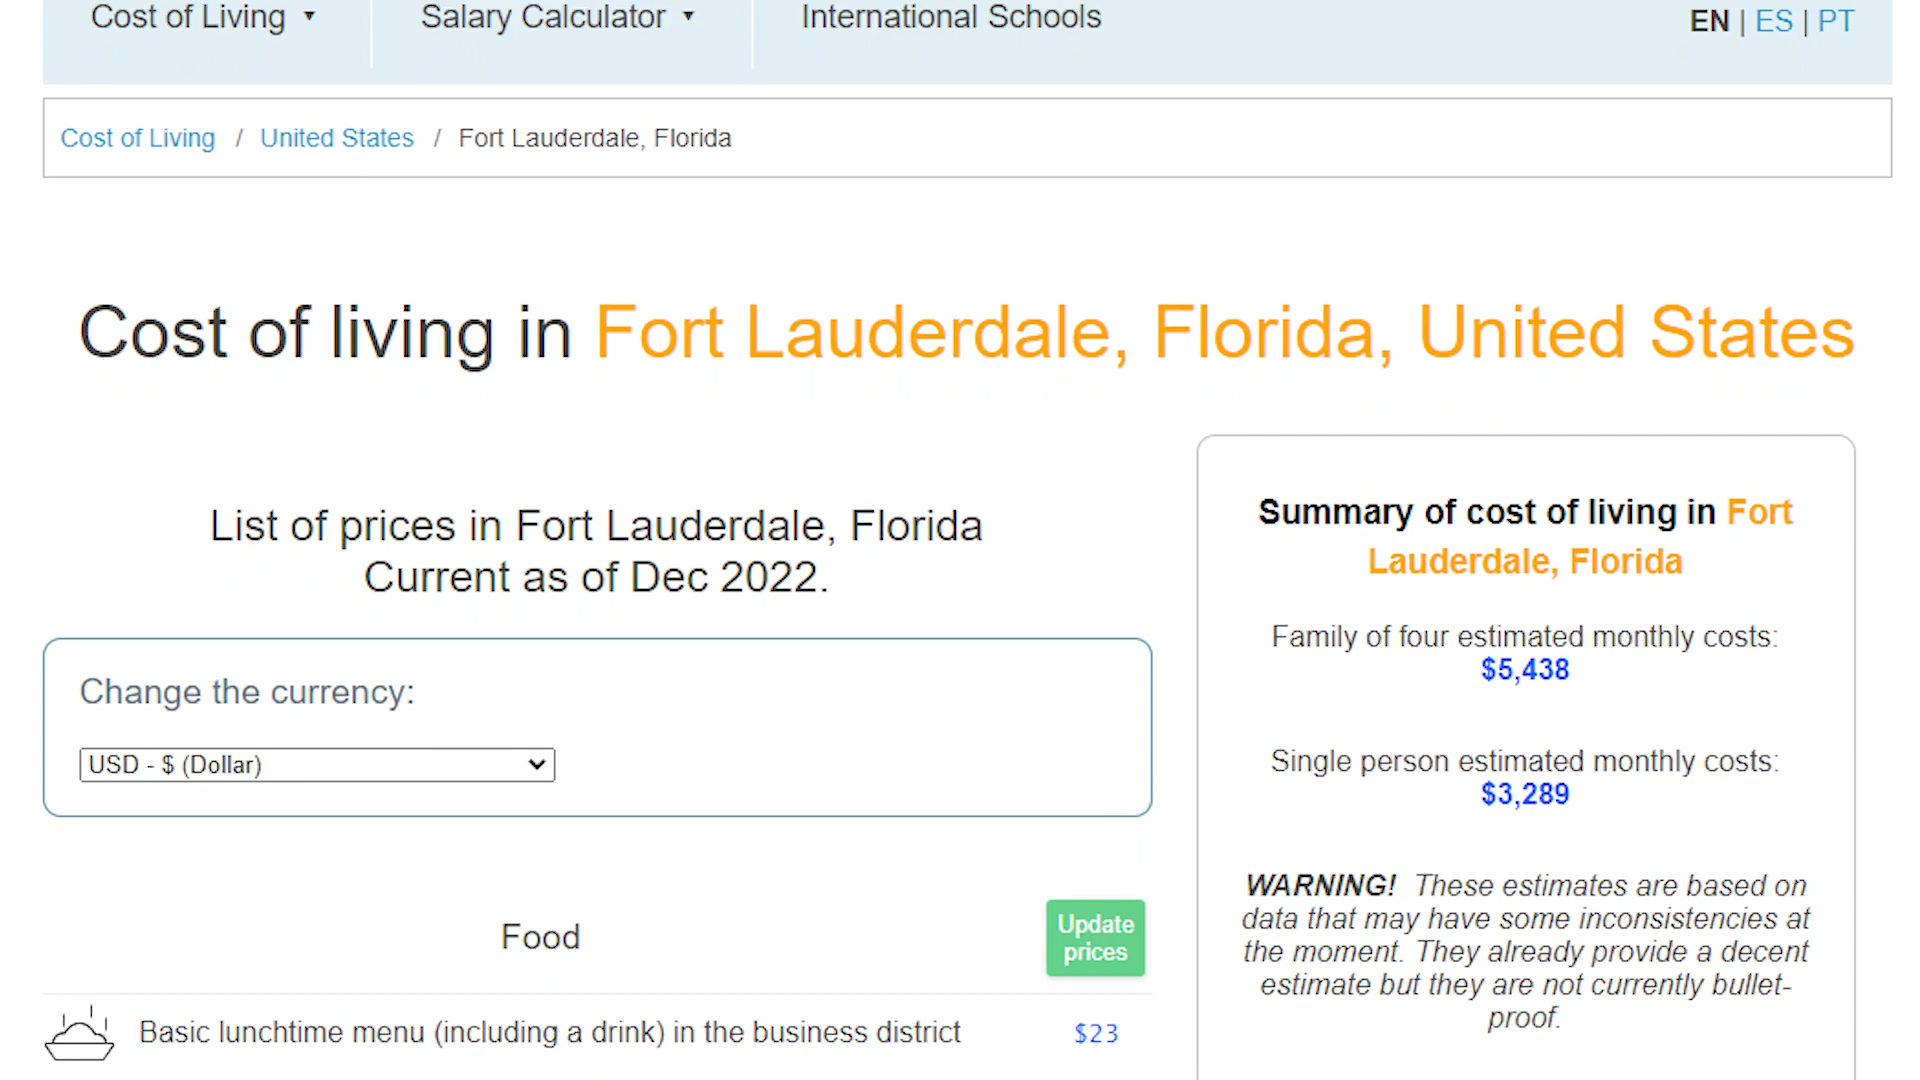 Cost of Living ▼
Salary Calculator ▼
International Schools
EN | ES | PT
Cost of Living / United States / Fort Lauderdale, Florida
Cost of living in Fort Lauderdale, Florida, United States
List of prices in Fort Lauderdale, Florida
Current as of Dec 2022.
Change the currency:
USD - $ (Dollar)
Food
Update
prices
Basic lunchtime menu (including a drink) in the business district
$23
Summary of cost of living in Fort
Lauderdale, Florida
Family of four estimated monthly costs:
$5,438
Single person estimated monthly costs:
$3,289
WARNING! These estimates are based on
data that may have some inconsistencies at
the moment. They already provide a decent
estimate but they are not currently bullet-
proof.